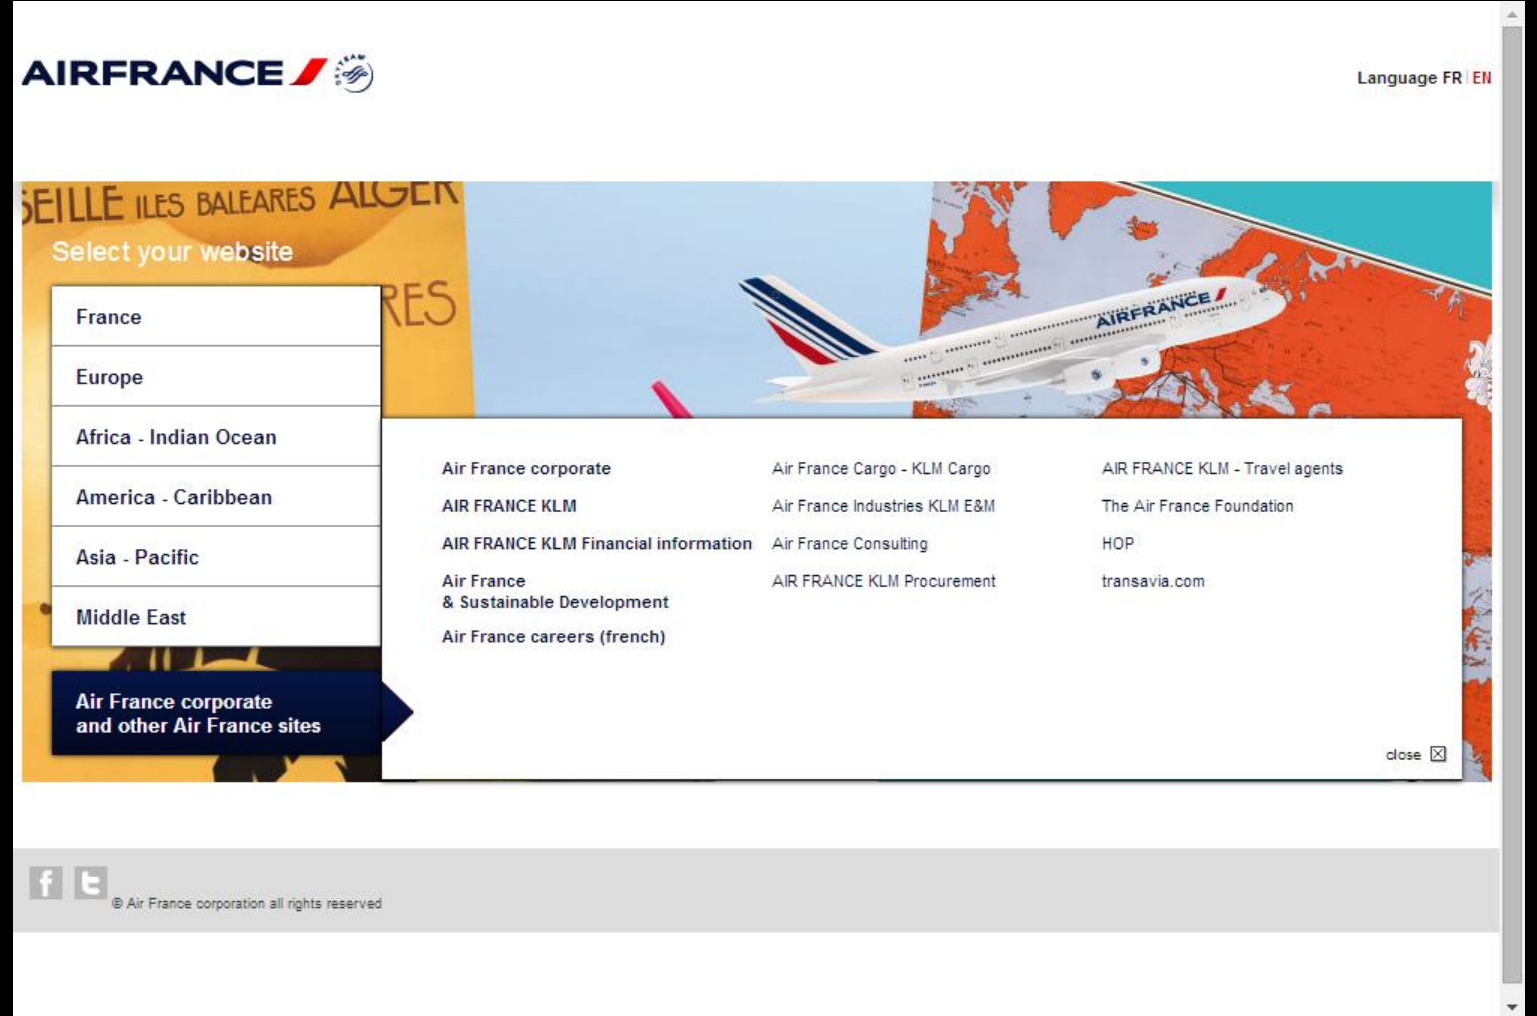 AIRFRANCE
SKYTEAM
Language FR | EN
SEILLE ILES BALEARES ALGER
Select your website
RES
France
Europe
Africa - Indian Ocean
America - Caribbean
Asia - Pacific
Middle East
Air France corporate
and other Air France sites
AIRFRANCE
Air France corporate
AIR FRANCE KLM
AIR FRANCE KLM Financial information
Air France
& Sustainable Development
Air France careers (french)
Air France Cargo - KLM Cargo
Air France Industries KLM E&M
Air France Consulting
AIR FRANCE KLM Procurement
AIR FRANCE KLM - Travel agents
The Air France Foundation
HOP
transavia.com
close
© Air France corporation all rights reserved